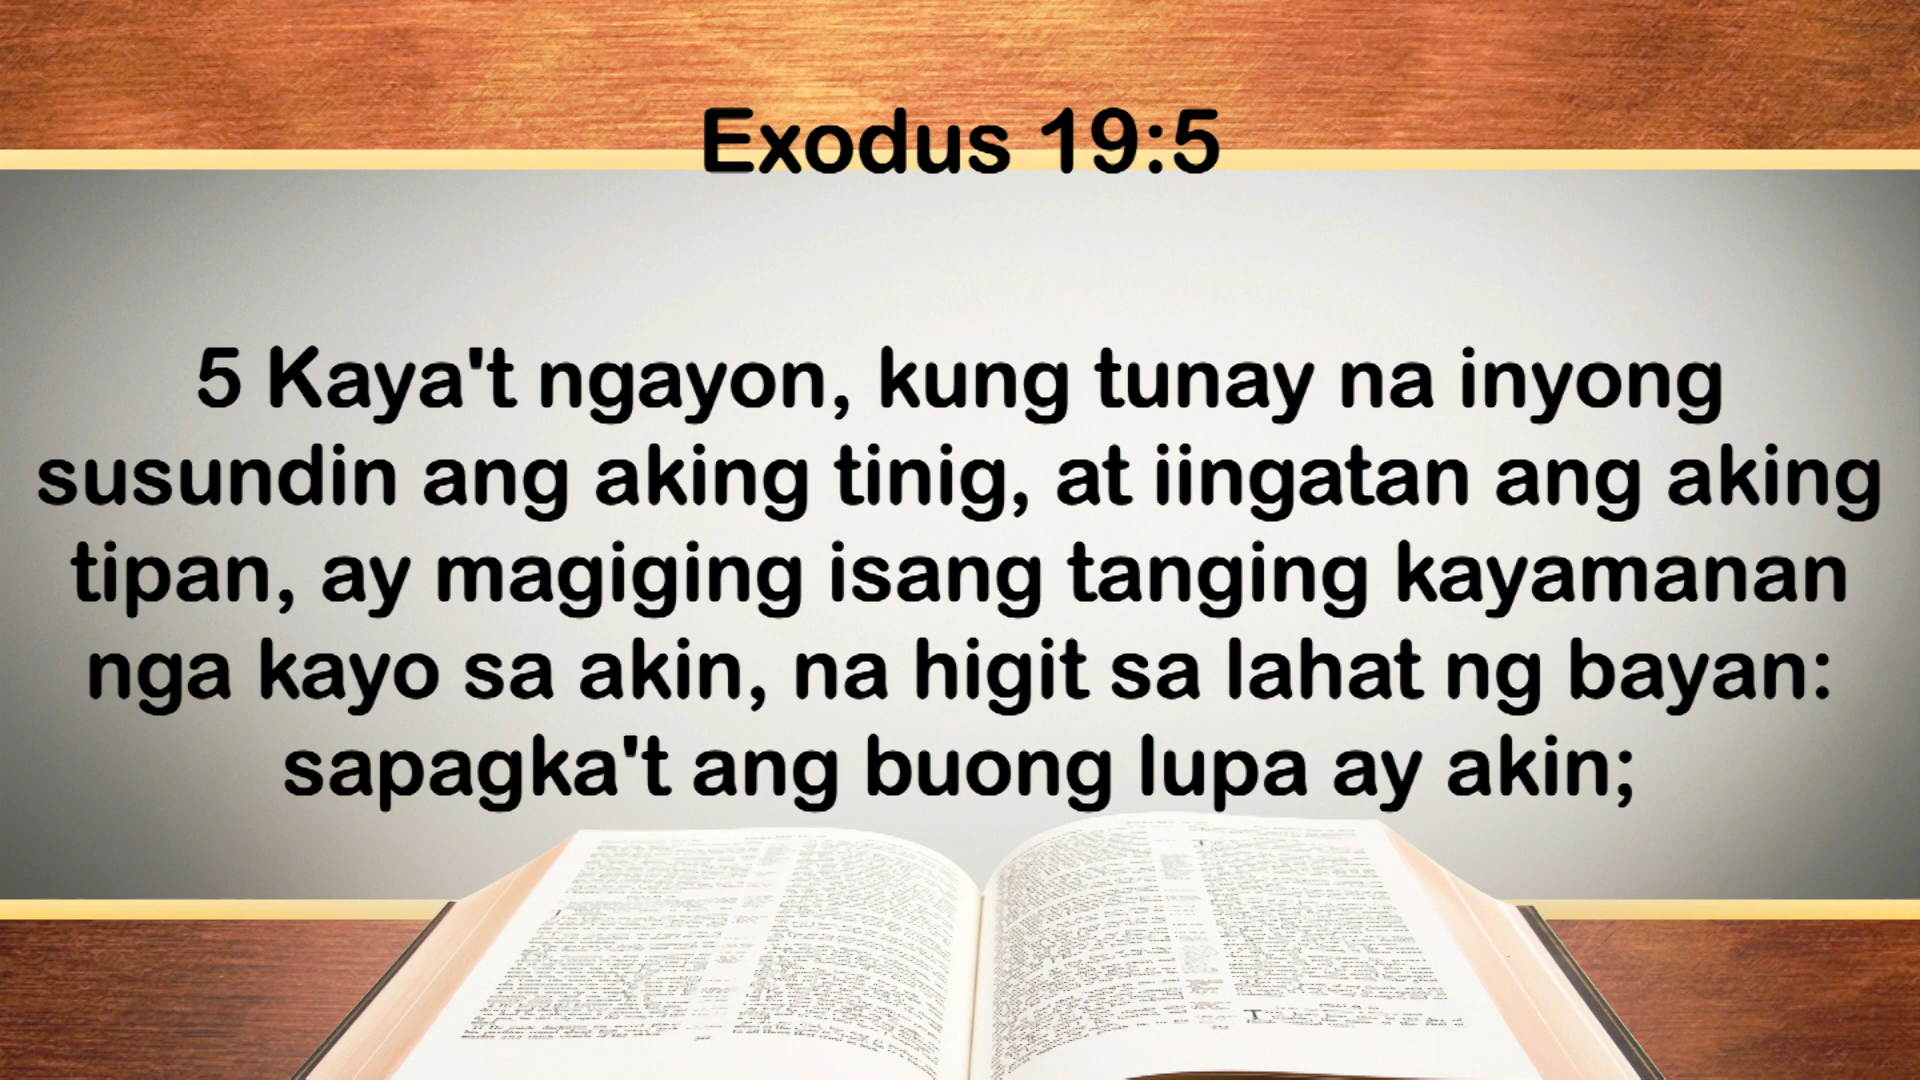 Exodus 19:5
5 Kaya't ngayon, kung tunay na inyong
susundin ang aking tinig, at iingatan ang aking
tipan, ay magiging isang tanging kayamanan
nga kayo sa akin, na higit sa lahat ng bayan:
sapagka't ang buong lupa ay akin;